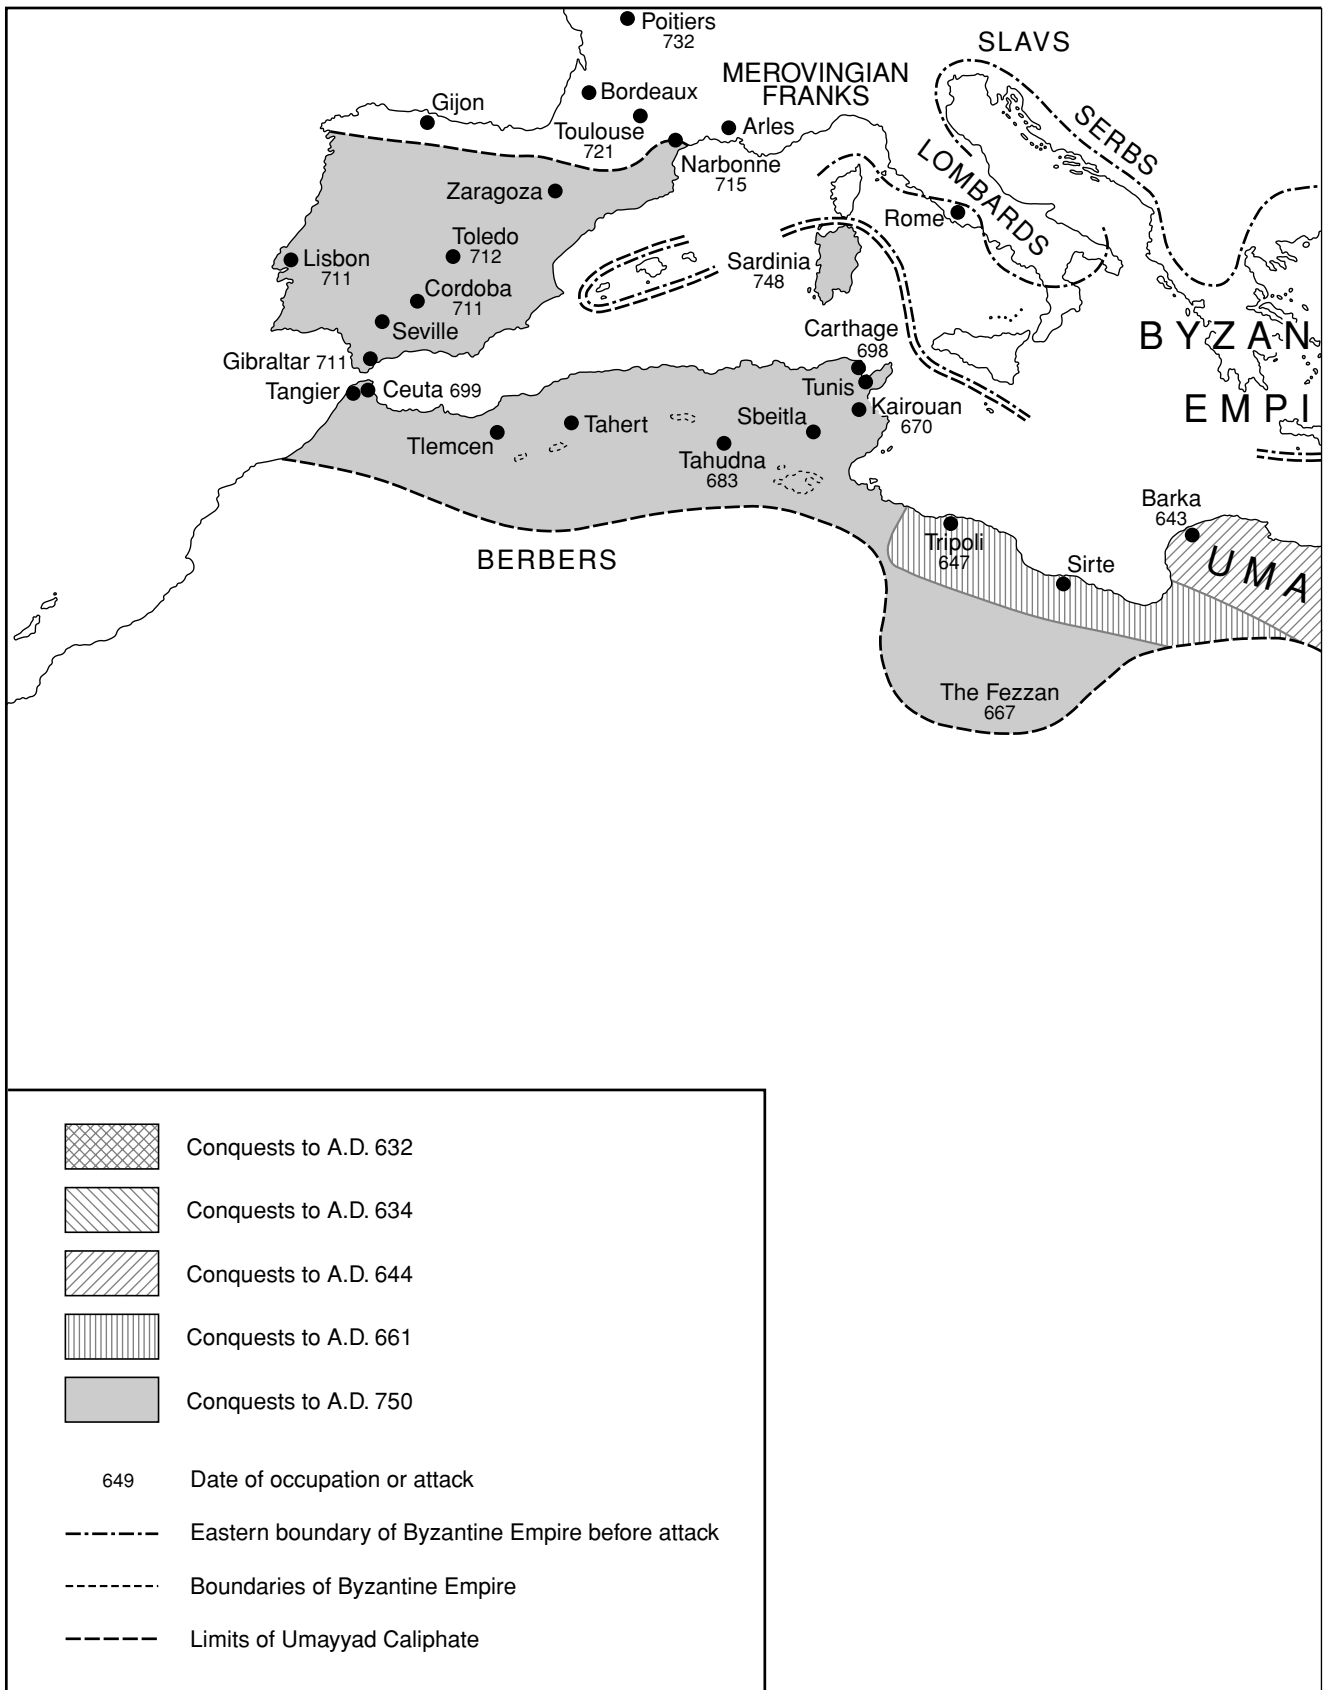 Poitiers
732
SLAVS
MEROVINGIAN
FRANKS
Bordeaux
Gijon
SERBS
Toulouse
721
Arles
LOMBARDS
Narbonne
715
Zaragoza
Rome
Toledo
712
Lisbon
711
Sardinia
748
Cordoba
711
Seville
Carthage
698
BYZAN
Gibraltar 711
Tangier
Ceuta 699
Tunis
EMPI
Kairouan
670
Sbeitla
Tahert
Tlemcen
Tahudna
683
Barka
643
Tripoli
647
BERBERS
Sirte
UMA
The Fezzan
667
Conquests to A.D. 632
Conquests to A.D. 634
Conquests to A.D. 644
Conquests to A.D. 661
Conquests to A.D. 750
649 Date of occupation or attack
Eastern boundary of Byzantine Empire before attack
Boundaries of Byzantine Empire
Limits of Umayyad Caliphate